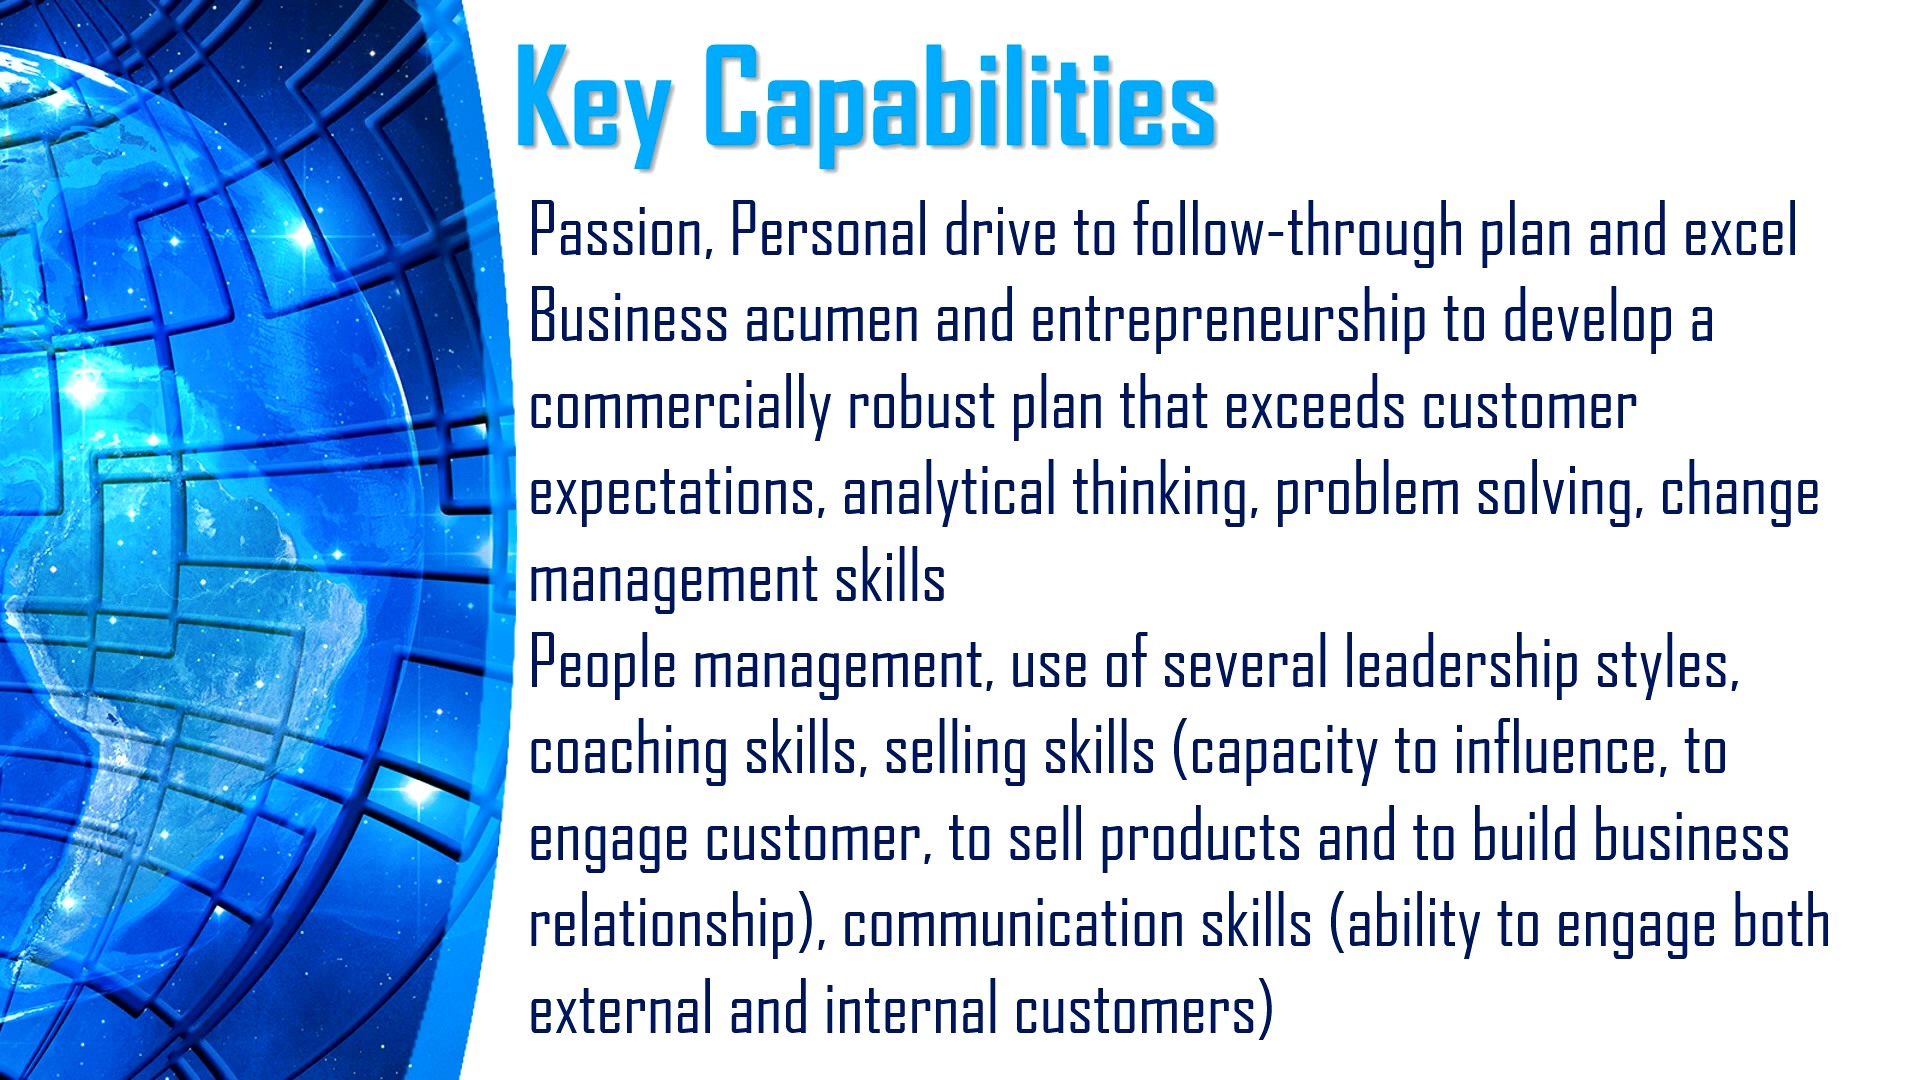 Key Capabilities
Passion, Personal drive to follow-through plan and excel
Business acumen and entrepreneurship to develop a
commercially robust plan that exceeds customer
expectations, analytical thinking, problem solving, change
management skills
People management, use of several leadership styles,
coaching skills, selling skills (capacity to influence, to
engage customer, to sell products and to build business
relationship), communication skills (ability to engage both
external and internal customers)